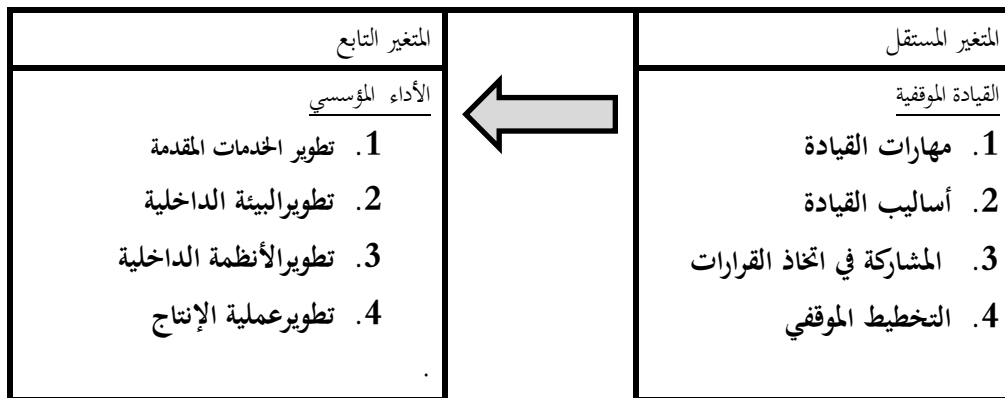 المتغير المستقل
القيادة الموقفية
1. مهارات القيادة
2. أساليب القيادة
3. المشاركة في اتخاذ القرارات
4. التخطيط الموقفي
المتغير التابع
الأداء المؤسسي
1. تطوير الخدمات المقدمة
2. تطويرالبيئة الداخلية
3. تطويرالأنظمة الداخلية
4. تطويرعملية الإنتاج
.